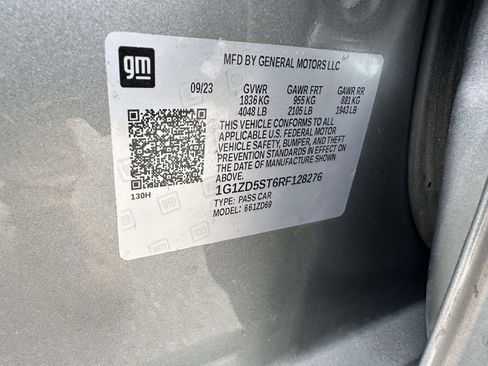 gm
MFD BY GENERAL MOTORS LLC
09/23 GVWR GAWR FRT GAWR RR
1836 KG 955 KG 881 KG
4048 LB 2105 LB 1943 LB
THIS VEHICLE CONFORMS TO ALL
APPLICABLE U.S. FEDERAL MOTOR
VEHICLE SAFETY, BUMPER, AND THEFT
PREVENTION STANDARDS IN EFFECT ON
THE DATE OF MANUFACTURE SHOWN
ABOVE.
1G1ZD5ST6RF128276
130H
TYPE: PASS CAR
MODEL: 661ZD69